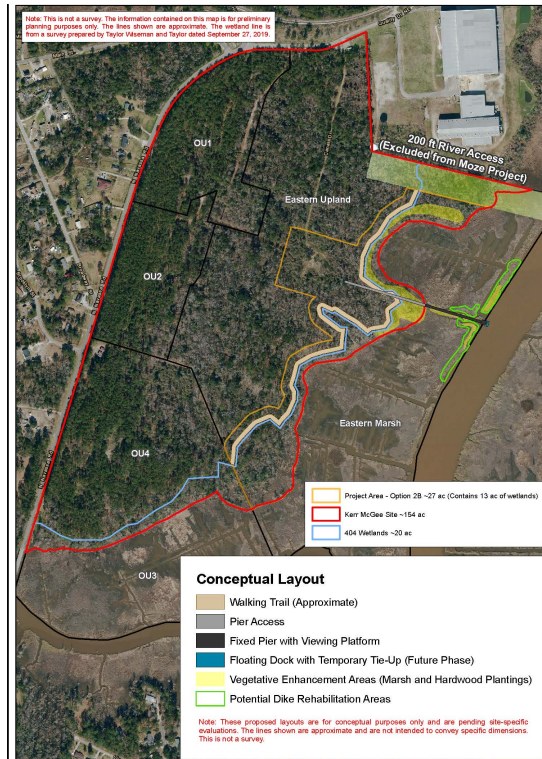 Note: This is not a survey. The information contained on this map is for preliminary
planning purposes only. The lines shown are approximate. The wetland line is
from a survey prepared by Taylor Wiseman and Taylor dated September 27, 2019.
200 ft River Access
(Excluded from Moze Project)
OU1
Eastern Upland
OU2
Eastern Marsh
OU4
OU3
Project Area - Option 2B ~27 ac (Contains 13 ac of wetlands)
Kerr McGee Site ~154 ac
404 Wetlands ~20 ac
Conceptual Layout
Walking Trail (Approximate)
Pier Access
Fixed Pier with Viewing Platform
Floating Dock with Temporary Tie-Up (Future Phase)
Vegetative Enhancement Areas (Marsh and Hardwood Plantings)
Potential Dike Rehabilitation Areas
Note: These proposed layouts are for conceptual purposes only and are pending site-specific
evaluations. The lines shown are approximate and are not intended to convey specific dimensions.
This is not a survey.